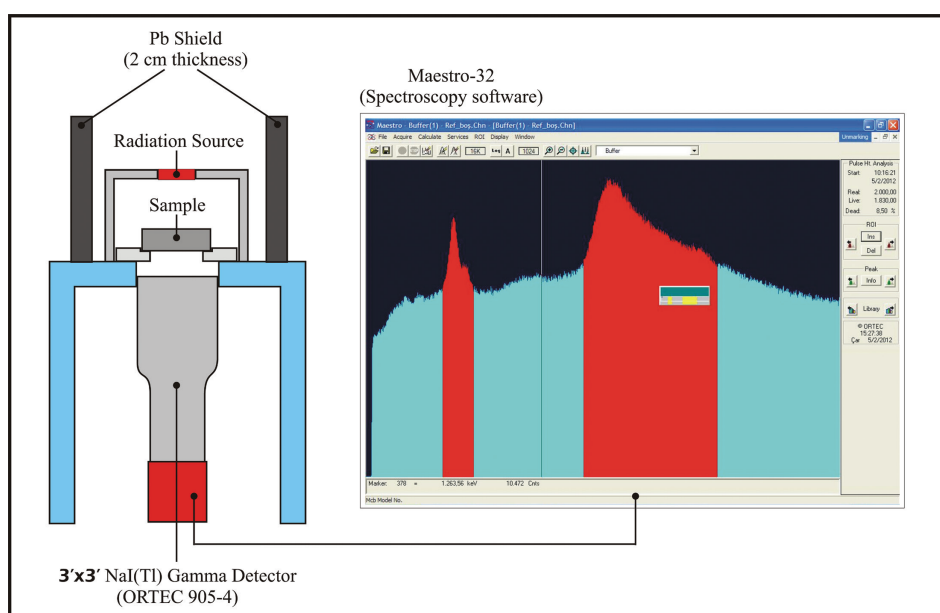 Pb Shield
(2 cm thickness)
Radiation Source
Sample
3′x3′ NaI(Tl) Gamma Detector
(ORTEC 905-4)
Maestro-32
(Spectroscopy software)
Maestro - Buffer(1) - Ref_boş.Chn - [Buffer(1) - Ref_boş.Chn]
File Acquire Calculate Services ROI Display Window
16K Log A 1024 Buffer
Unmarking
Pulse Ht. Analysis
Start: 10:16:21
5/2/2012
Real: 2.000,00
Live: 1.830,00
Dead: 8,50 %
ROI
Ins
Del
Peak
Info
Library
© ORTEC
15:27:38
Çar 5/2/2012
Marker: 378 = 1.263,56 keV 10.472 Cnts
Mcb Model No.